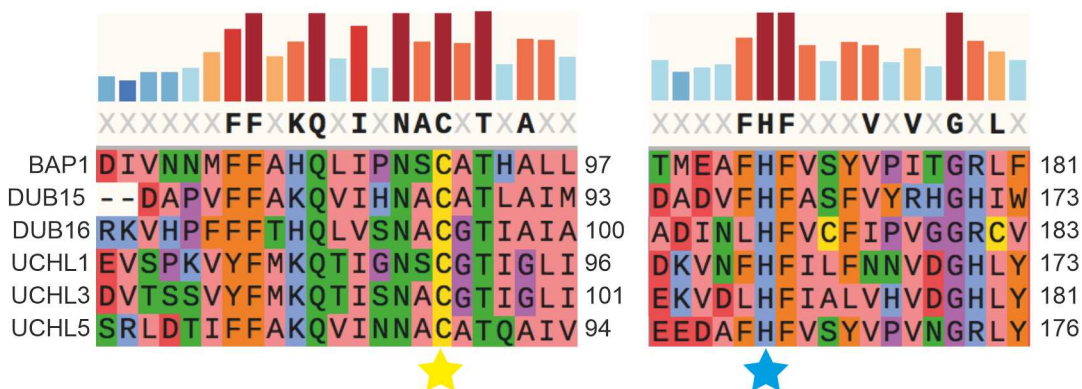 XXXXXXFFXKQXIXNACXTXAXX XXXXFHFXXXVXVXGXLX
BAP1 DIVNNMFFAHQLIPNSCATHALL 97 TMEAFHFVSYVPITGRLF 181
DUB15 --DAPVFFAKQVIHNACATLAIM 93 DADVFHFASFVYRHGHIW 173
DUB16 RKVHPFFFTHQLVSNACGTIAIA 100 ADINLHFVCFIPVGGRCV 183
UCHL1 EVSPKVYFMKQTIGNSCGTIGLI 96 DKVNFHFILFNNVDGHLY 173
UCHL3 DVTSSVYFMKQTISNACGTIGLI 101 EKVDLHFIALVHVDGHLY 181
UCHL5 SRLDTIFFAKQVINNACATQAIV 94 EEDAFHFVSYVPVNGRLY 176